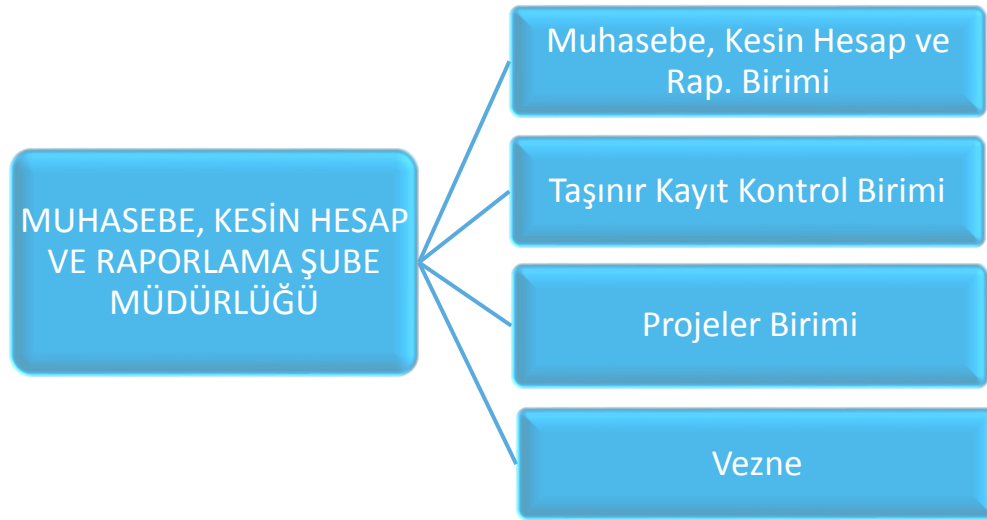 Muhasebe, Kesin Hesap ve
Rap. Birimi
Taşınır Kayıt Kontrol Birimi
MUHASEBE, KESİN HESAP
VE RAPORLAMA ŞUBE
MÜDÜRLÜĞÜ
Projeler Birimi
Vezne